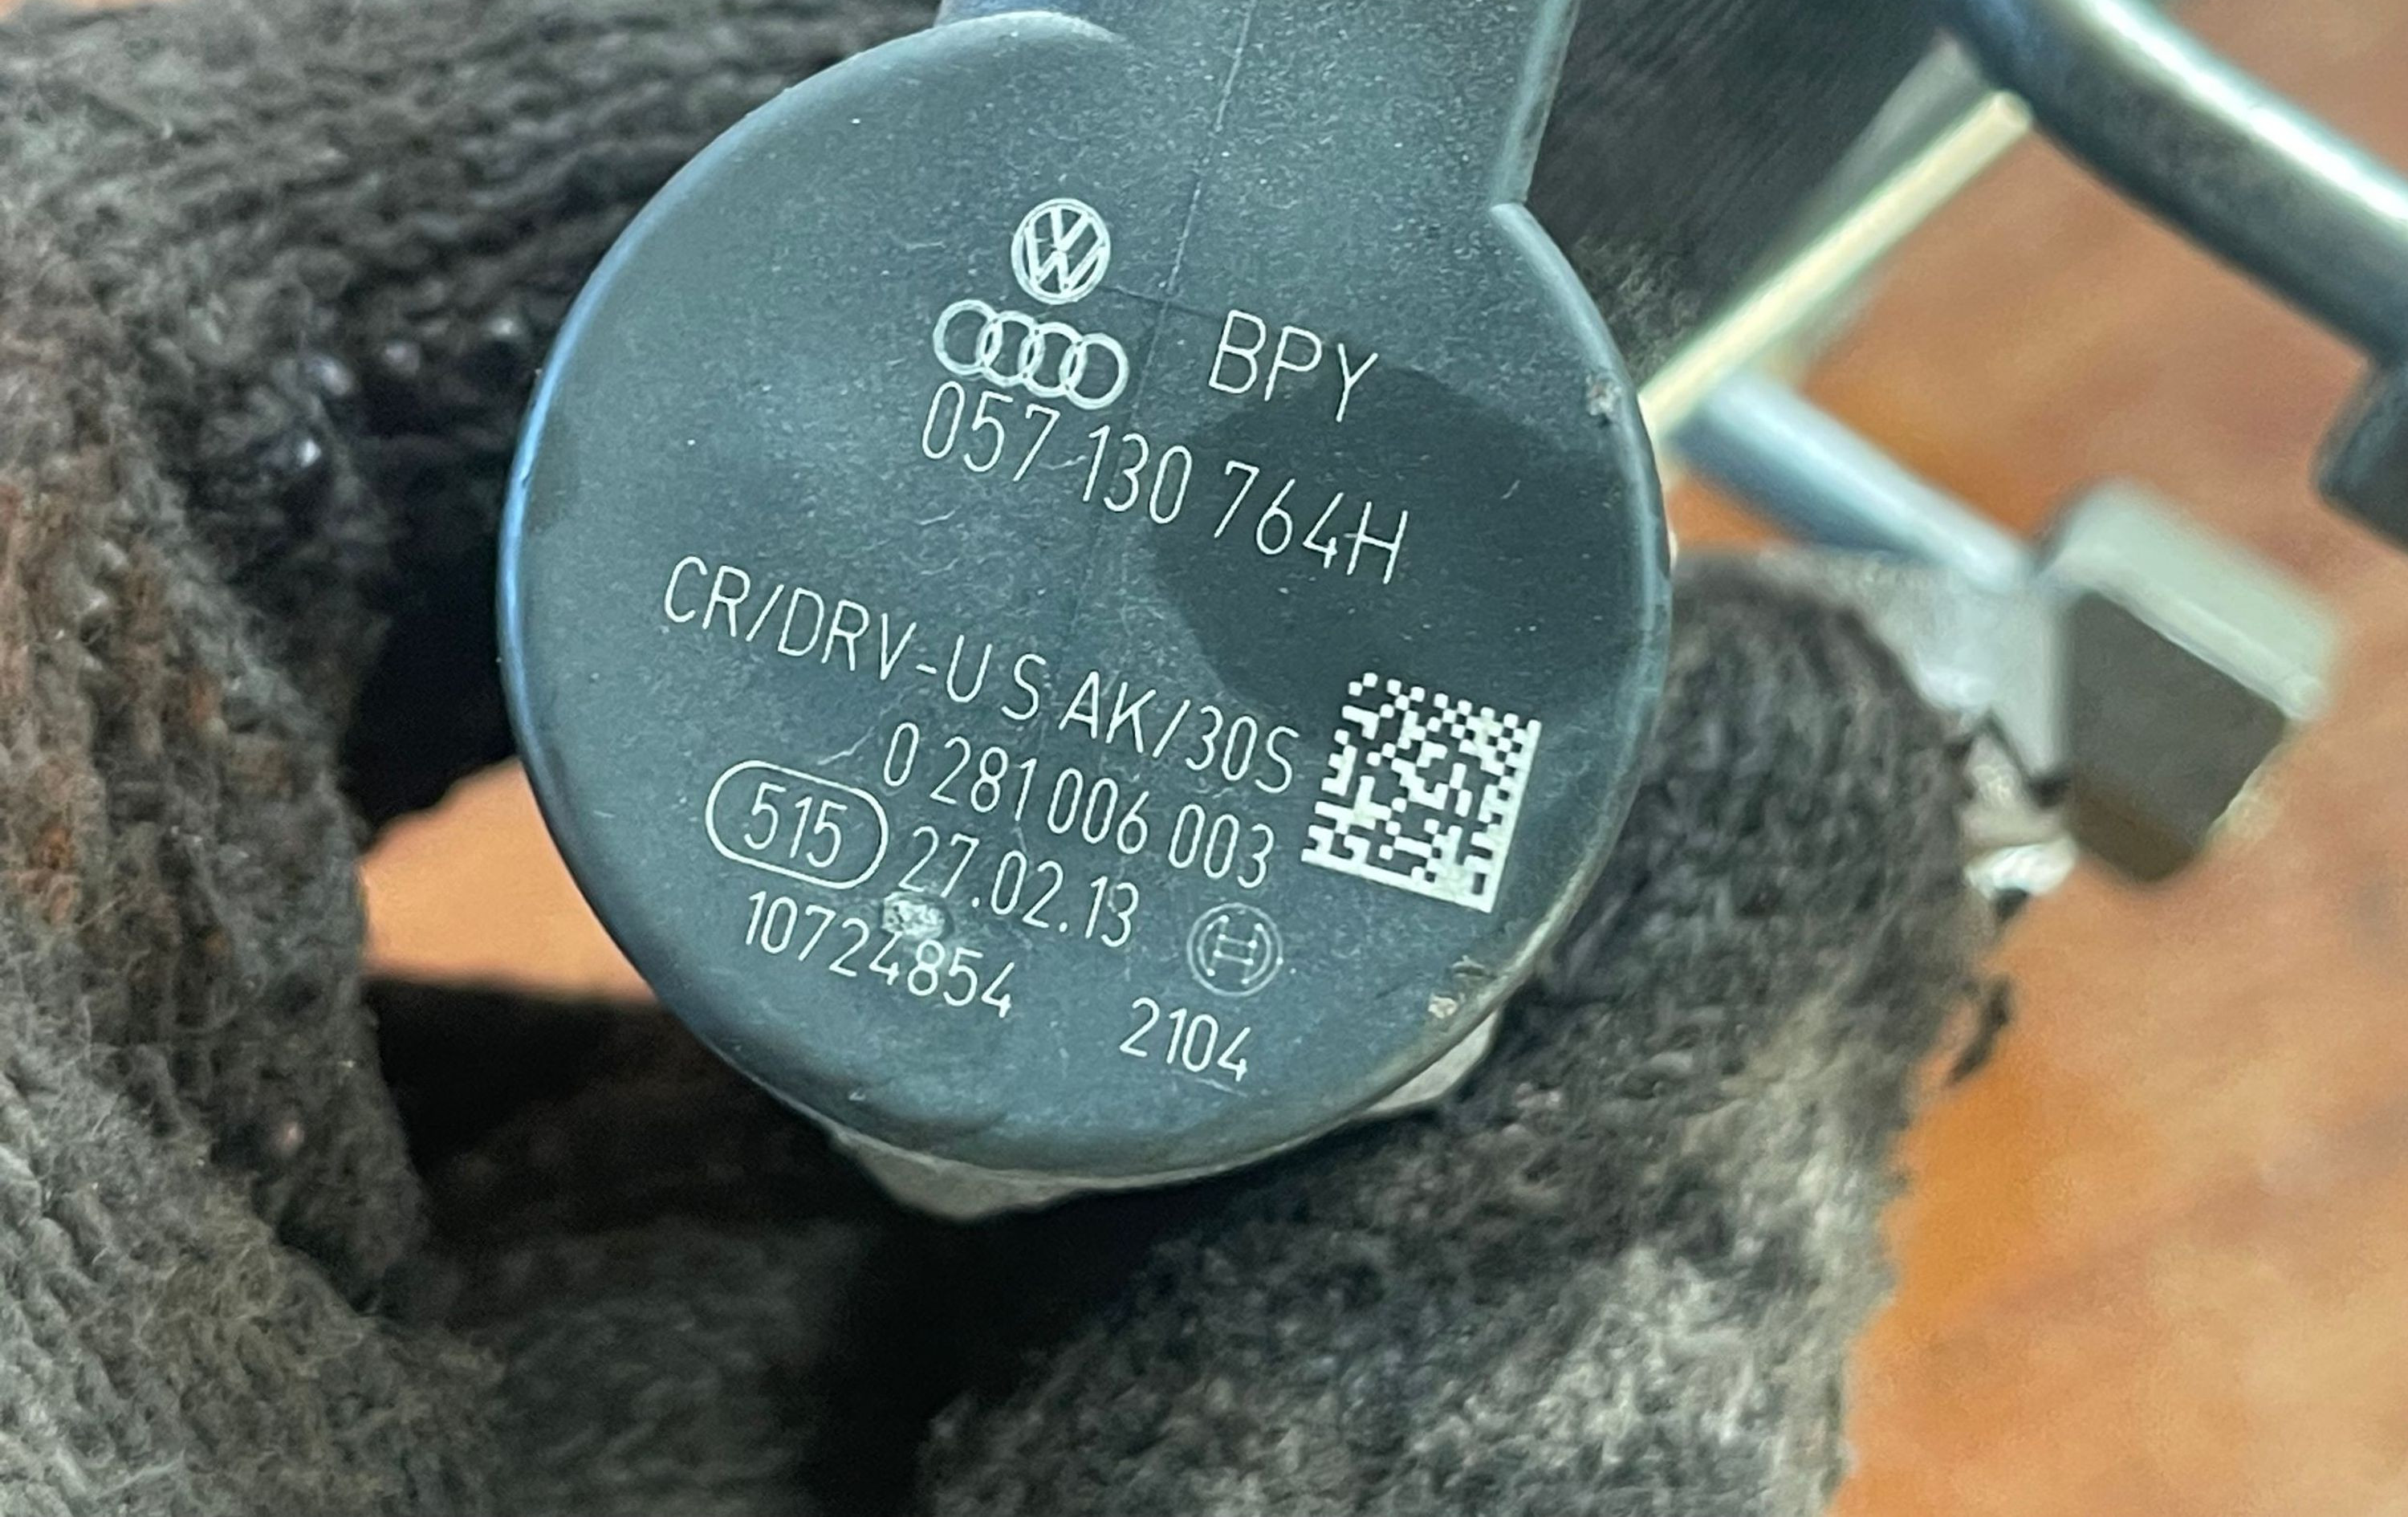 BPY
057 130 764H
CR/DRV-U S AK/30S
0 281 006 003
515 27.02.13
10724854
2104